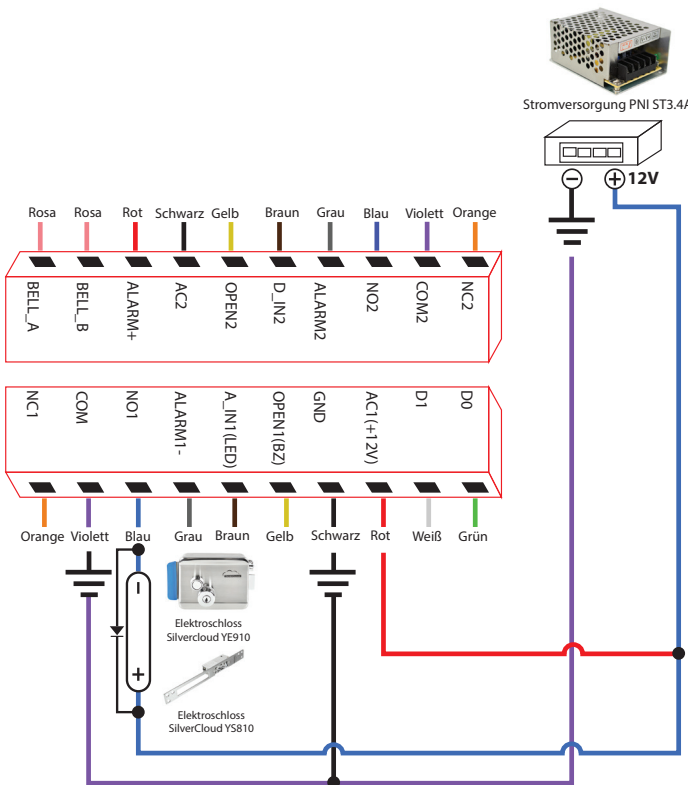 Stromversorgung PNI ST3.4A
− + 12V
Rosa Rosa Rot Schwarz Gelb Braun Grau Blau Violett Orange
BELL_A
BELL_B
ALARM+
AC2
OPEN2
D_IN2
ALARM2
NO2
COM2
NC2
NC1
COM
NO1
ALARM1-
A_IN1(LED)
OPEN1(BZ)
GND
AC1(+12V)
D1
D0
Orange Violett Blau Grau Braun Gelb Schwarz Rot Weiß Grün
−
+
Elektroschloss
Silvercloud YE910
Elektroschloss
SilverCloud YS810